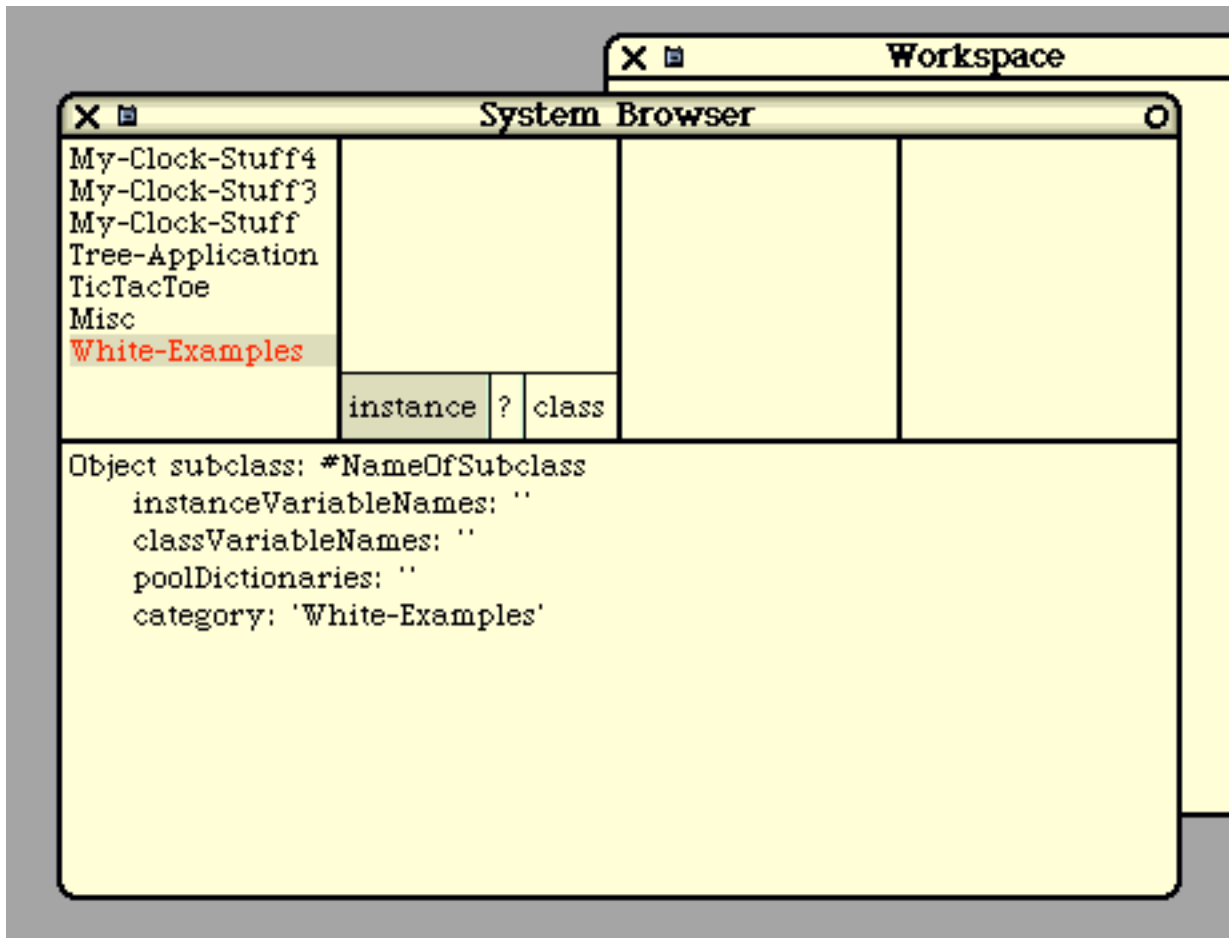 Workspace
System Browser
My-Clock-Stuff4
My-Clock-Stuff3
My-Clock-Stuff
Tree-Application
TicTacToe
Misc
White-Examples
instance ? class
Object subclass: #NameOfSubclass
instanceVariableNames: ''
classVariableNames: ''
poolDictionaries: ''
category: 'White-Examples'